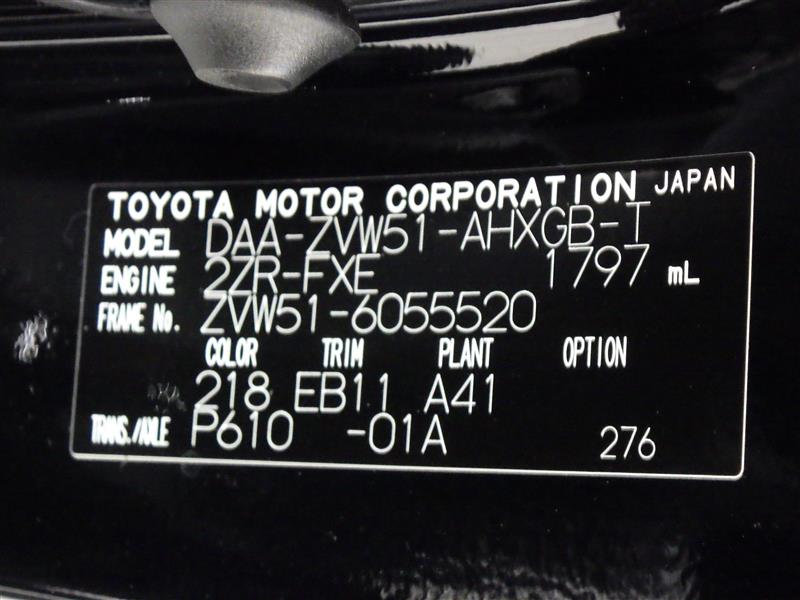 TOYOTA MOTOR CORPORATION JAPAN
MODEL DAA-ZVW51-AHXGB-T
ENGINE 2ZR-FXE 1797 mL
FRAME No. ZVW51-6055520
COLOR TRIM PLANT OPTION
218 EB11 A41
TRANS./AXLE P610 -01A 276